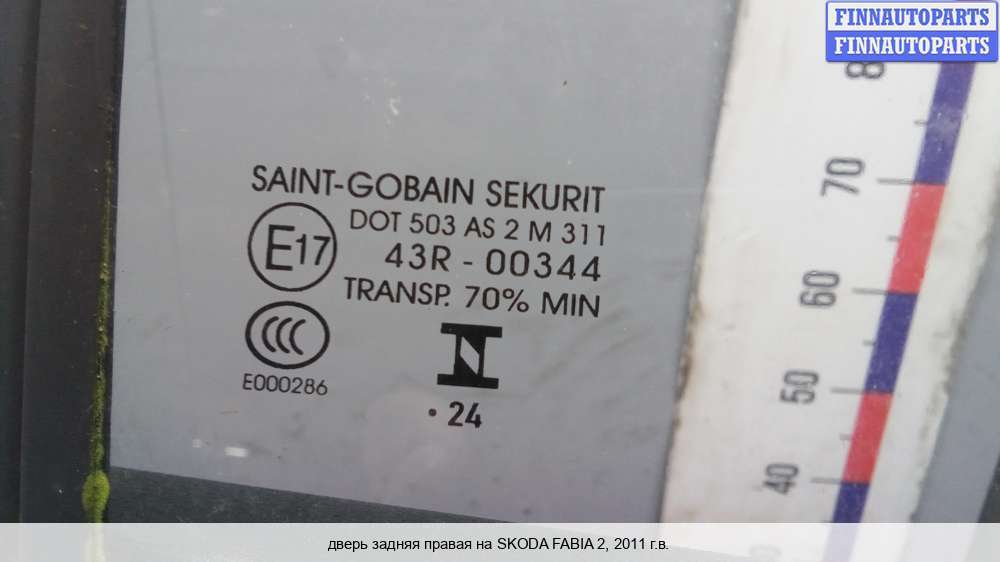 FINNAUTOPARTS
FINNAUTOPARTS
SAINT-GOBAIN SEKURIT
DOT 503 AS 2 M 311
E17
43R - 00344
TRANSP. 70% MIN
CCC
E000286
N
· 24
70
60
50
40
дверь задняя правая на SKODA FABIA 2, 2011 г.в.